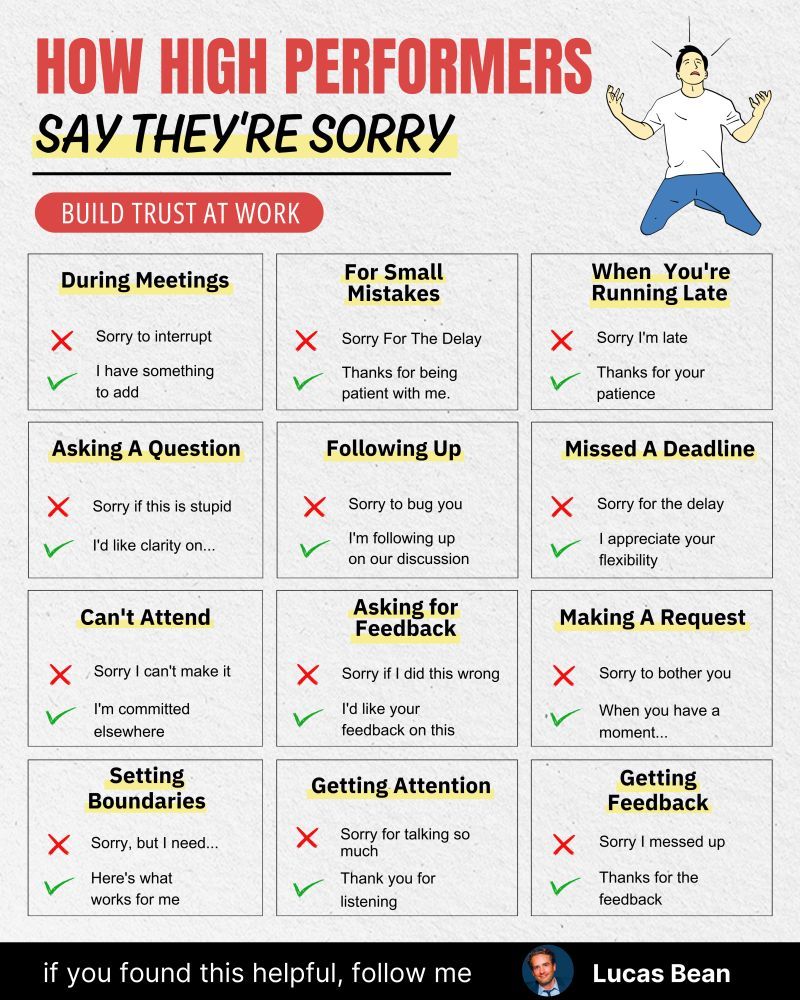 HOW HIGH PERFORMERS
SAY THEY'RE SORRY
BUILD TRUST AT WORK
During Meetings
Sorry to interrupt
I have something
to add
For Small
Mistakes
Sorry For The Delay
Thanks for being
patient with me.
When You're
Running Late
Sorry I'm late
Thanks for your
patience
Asking A Question
Sorry if this is stupid
I'd like clarity on...
Following Up
Sorry to bug you
I'm following up
on our discussion
Missed A Deadline
Sorry for the delay
I appreciate your
flexibility
Can't Attend
Sorry I can't make it
I'm committed
elsewhere
Asking for
Feedback
Sorry if I did this wrong
I'd like your
feedback on this
Making A Request
Sorry to bother you
When you have a
moment...
Setting
Boundaries
Sorry, but I need...
Here's what
works for me
Getting Attention
Sorry for talking so
much
Thank you for
listening
Getting
Feedback
Sorry I messed up
Thanks for the
feedback
if you found this helpful, follow me
Lucas Bean